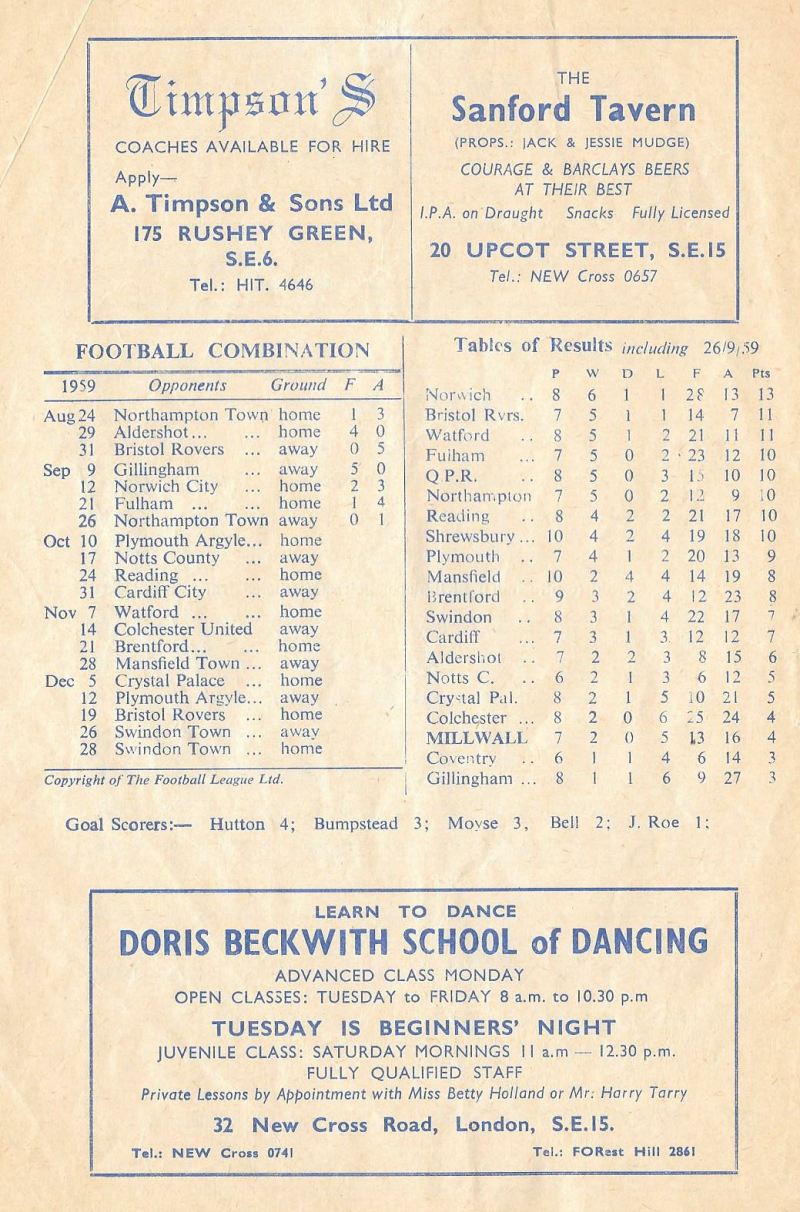 Timpson'S
COACHES AVAILABLE FOR HIRE
Apply—
A. Timpson & Sons Ltd
175 RUSHEY GREEN,
S.E.6.
Tel.: HIT. 4646
THE
Sanford Tavern
(PROPS.: JACK & JESSIE MUDGE)
COURAGE & BARCLAYS BEERS
AT THEIR BEST
I.P.A. on Draught Snacks Fully Licensed
20 UPCOT STREET, S.E.15
Tel.: NEW Cross 0657
FOOTBALL COMBINATION
1959 Opponents Ground F A
Aug 24 Northampton Town home 1 3
29 Aldershot... ... home 4 0
31 Bristol Rovers ... away 0 5
Sep 9 Gillingham ... away 5 0
12 Norwich City ... home 2 3
21 Fulham ... ... home 1 4
26 Northampton Town away 0 1
Oct 10 Plymouth Argyle... home
17 Notts County ... away
24 Reading ... ... home
31 Cardiff City ... away
Nov 7 Watford ... ... home
14 Colchester United away
21 Brentford... ... home
28 Mansfield Town ... away
Dec 5 Crystal Palace ... home
12 Plymouth Argyle... away
19 Bristol Rovers ... home
26 Swindon Town ... away
28 Swindon Town ... home
Copyright of The Football League Ltd.
Tables of Results including 26/9/59
P W D L F A Pts
Norwich .. 8 6 1 1 28 13 13
Bristol Rvrs. 7 5 1 1 14 7 11
Watford .. 8 5 1 2 21 11 11
Fulham ... 7 5 0 2 23 12 10
Q P.R. .. 8 5 0 3 15 10 10
Northampton 7 5 0 2 12 9 10
Reading .. 8 4 2 2 21 17 10
Shrewsbury ... 10 4 2 4 19 18 10
Plymouth .. 7 4 1 2 20 13 9
Mansfield .. 10 2 4 4 14 19 8
Brentford .. 9 3 2 4 12 23 8
Swindon .. 8 3 1 4 22 17 7
Cardiff ... 7 3 1 3 12 12 7
Aldershot .. 7 2 2 3 8 15 6
Notts C. .. 6 2 1 3 6 12 5
Crystal Pal. 8 2 1 5 10 21 5
Colchester ... 8 2 0 6 25 24 4
MILLWALL 7 2 0 5 13 16 4
Coventry .. 6 1 1 4 6 14 3
Gillingham ... 8 1 1 6 9 27 3
Goal Scorers:— Hutton 4; Bumpstead 3; Moyse 3, Bell 2; J. Roe 1;
LEARN TO DANCE
DORIS BECKWITH SCHOOL of DANCING
ADVANCED CLASS MONDAY
OPEN CLASSES: TUESDAY to FRIDAY 8 a.m. to 10.30 p.m
TUESDAY IS BEGINNERS' NIGHT
JUVENILE CLASS: SATURDAY MORNINGS 11 a.m — 12.30 p.m.
FULLY QUALIFIED STAFF
Private Lessons by Appointment with Miss Betty Holland or Mr: Harry Tarry
32 New Cross Road, London, S.E.15.
Tel.: NEW Cross 0741 Tel.: FORest Hill 2861